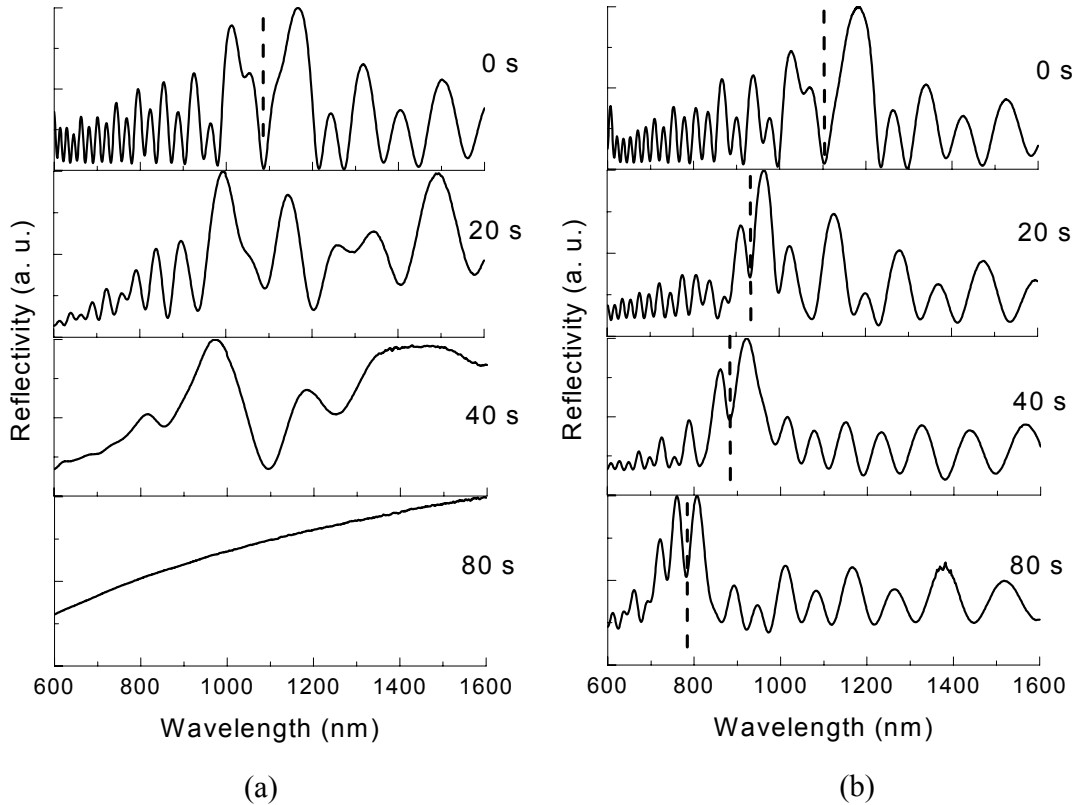 0 s
20 s
40 s
80 s
Reflectivity (a. u.)
600 800 1000 1200 1400 1600
Wavelength (nm)
(a)
0 s
20 s
40 s
80 s
Reflectivity (a. u.)
600 800 1000 1200 1400 1600
Wavelength (nm)
(b)